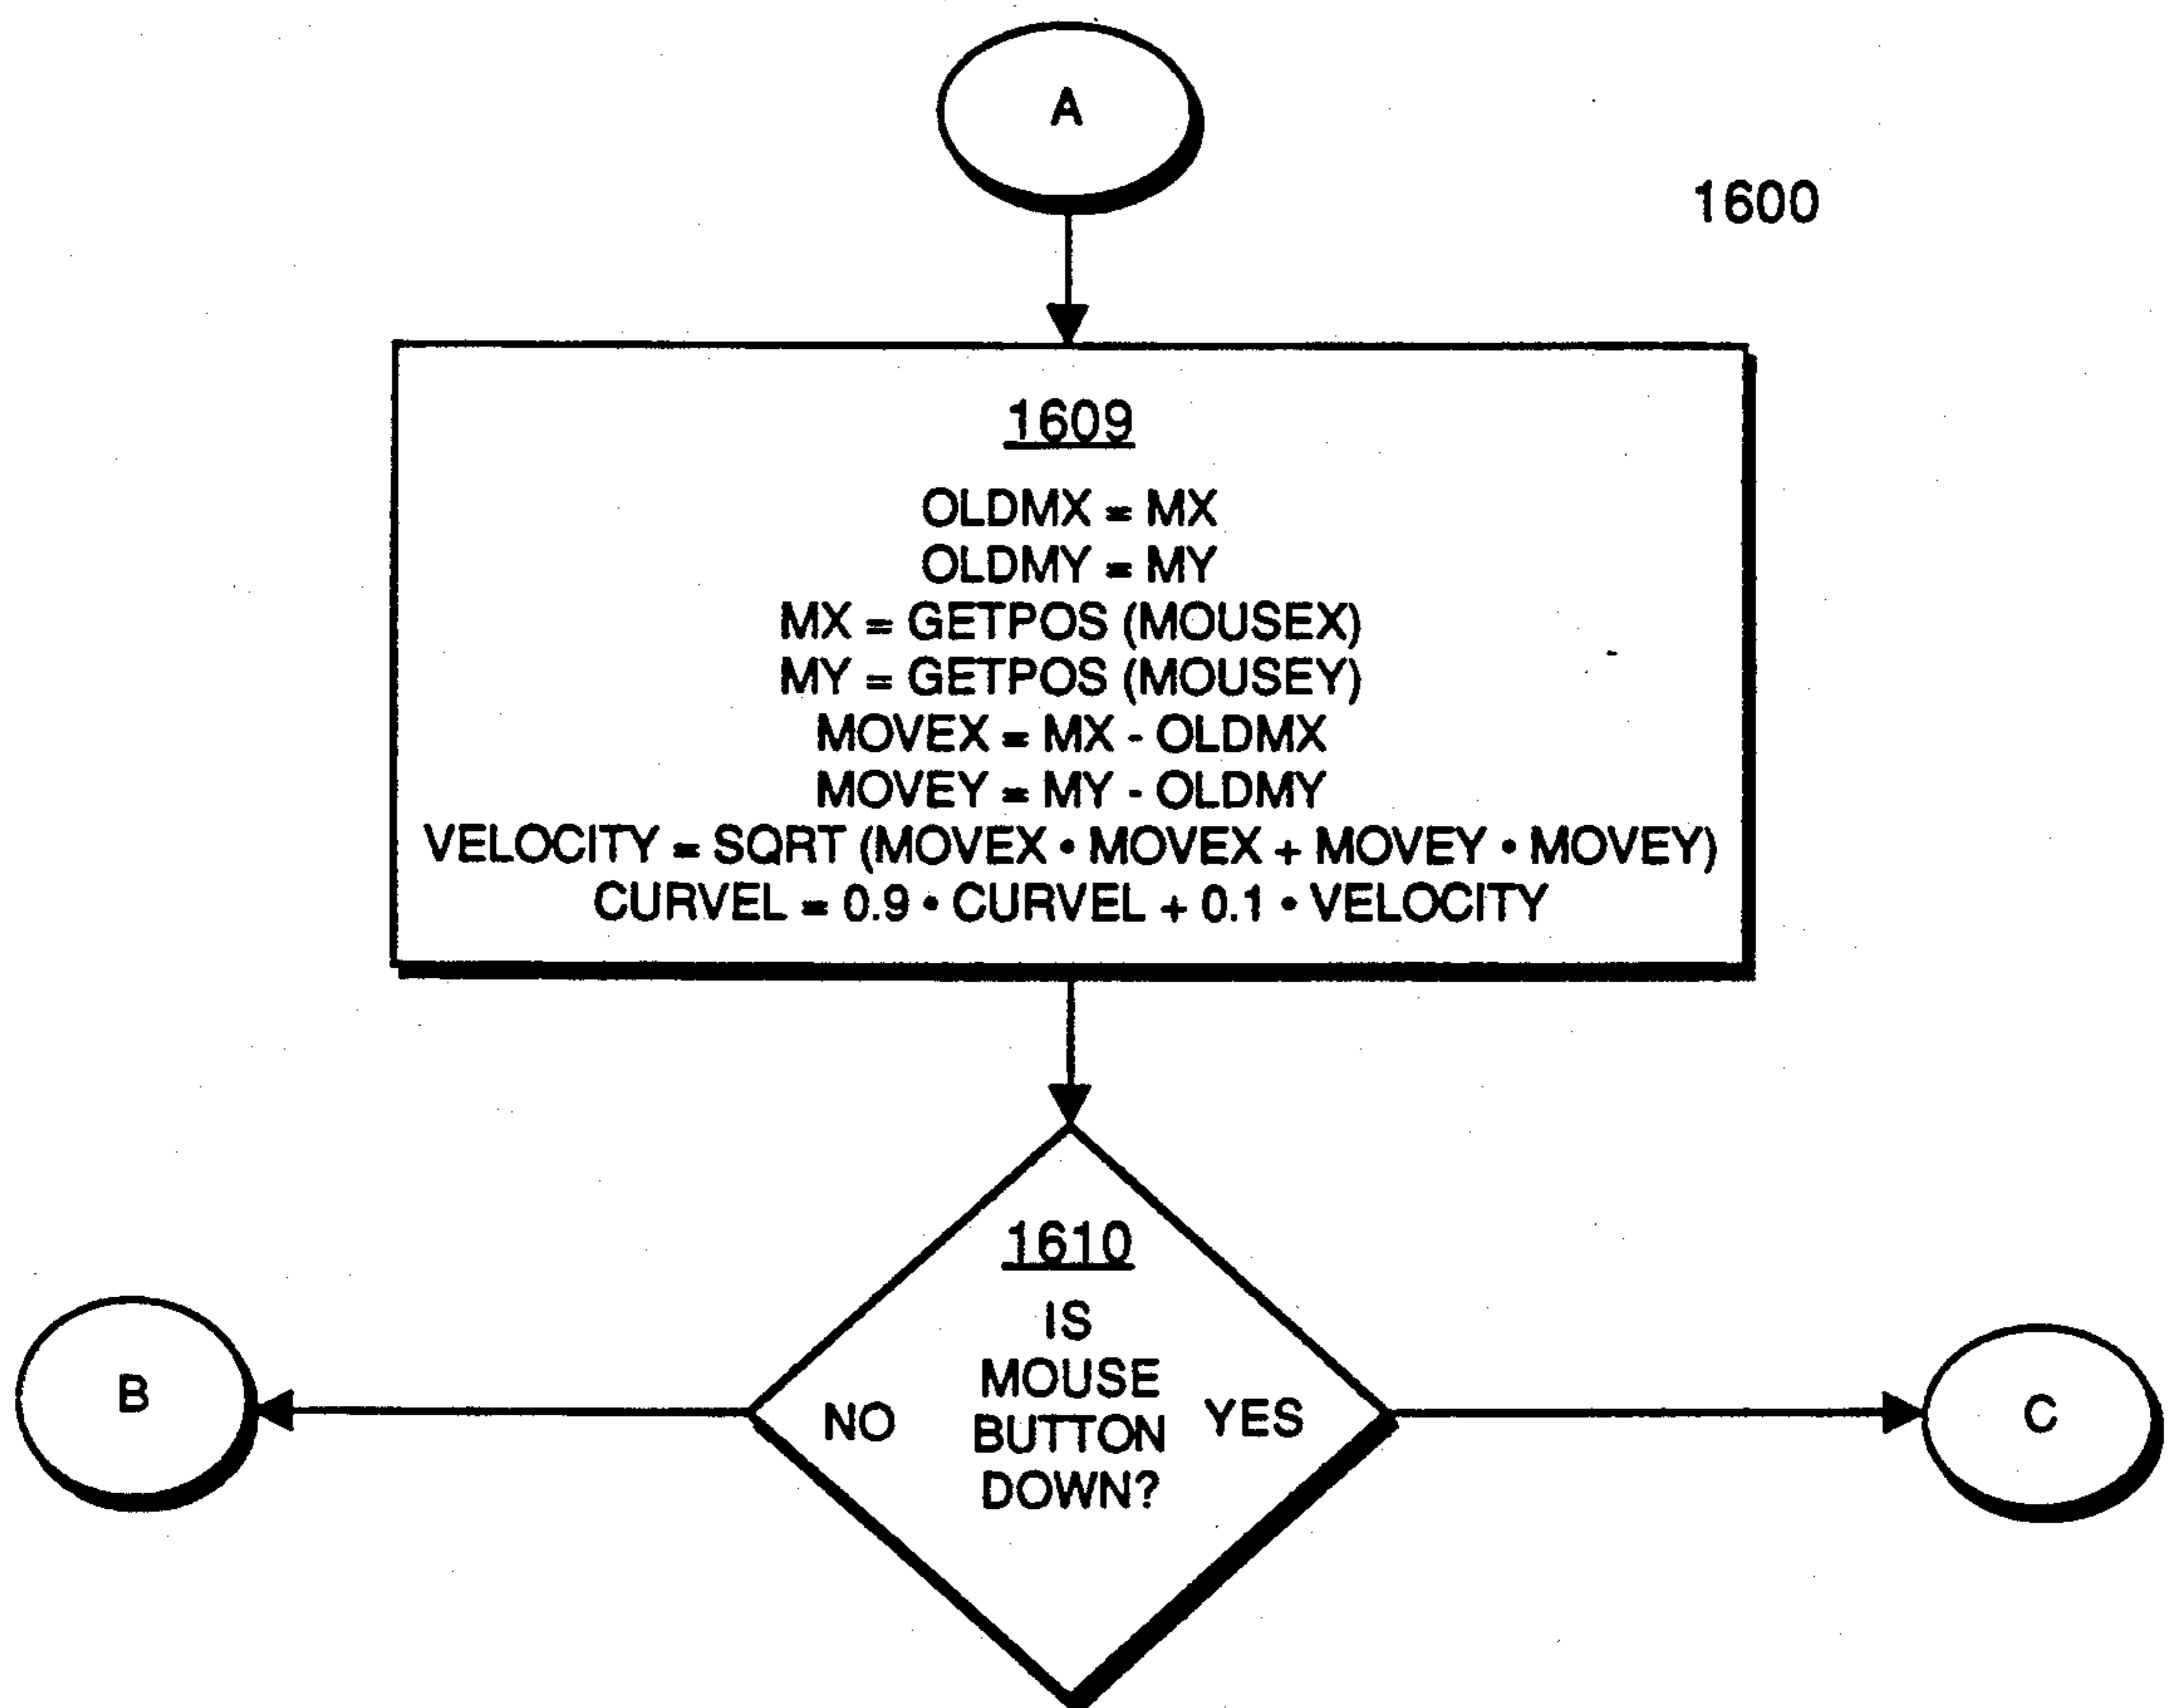 A
1600
1609
OLDMX = MX
OLDMY = MY
MX = GETPOS (MOUSEX)
MY = GETPOS (MOUSEY)
MOVEX = MX - OLDMX
MOVEY = MY - OLDMY
VELOCITY = SQRT (MOVEX • MOVEX + MOVEY • MOVEY)
CURVEL = 0.9 • CURVEL + 0.1 • VELOCITY
1610
IS
MOUSE
BUTTON
DOWN?
NO
YES
B
C